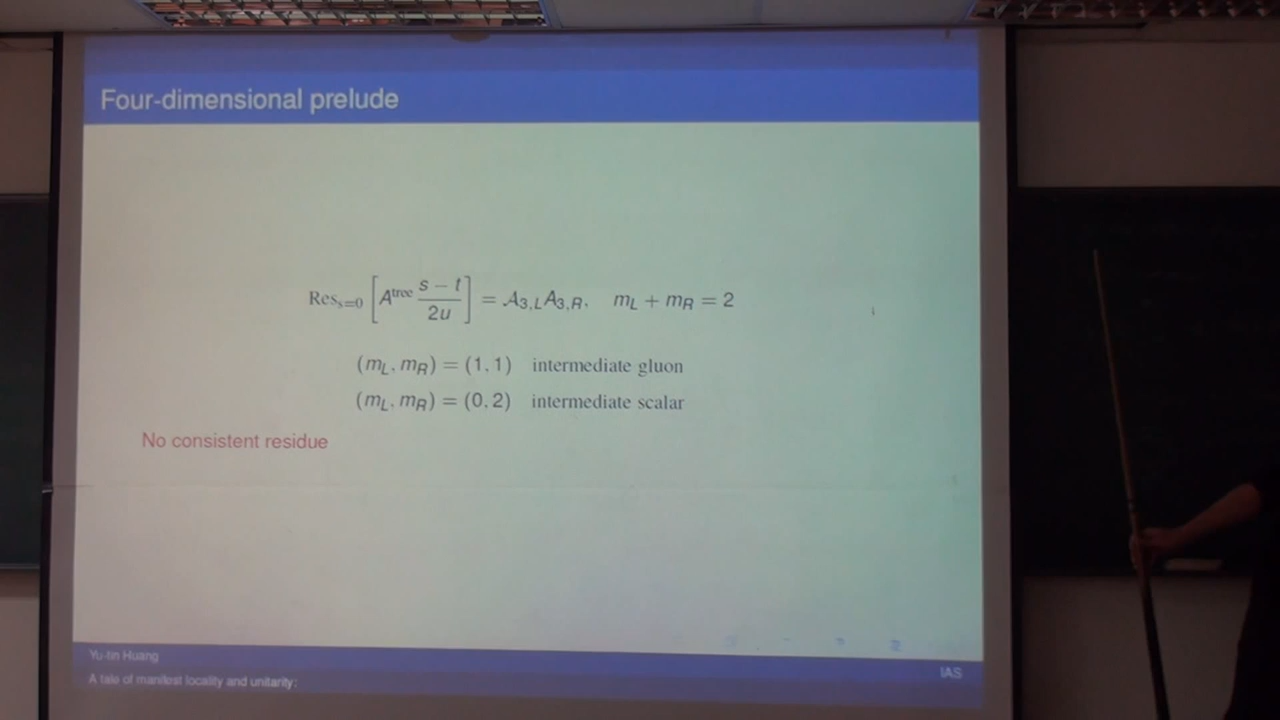 Four-dimensional prelude
Res_{s=0} [A^{tree} \frac{s − t}{2u}] = A_{3,L}A_{3,R}, m_L + m_R = 2
(m_L, m_R) = (1, 1) intermediate gluon
(m_L, m_R) = (0, 2) intermediate scalar
No consistent residue
Yu-tin Huang
IAS
A tale of manifest locality and unitarity: